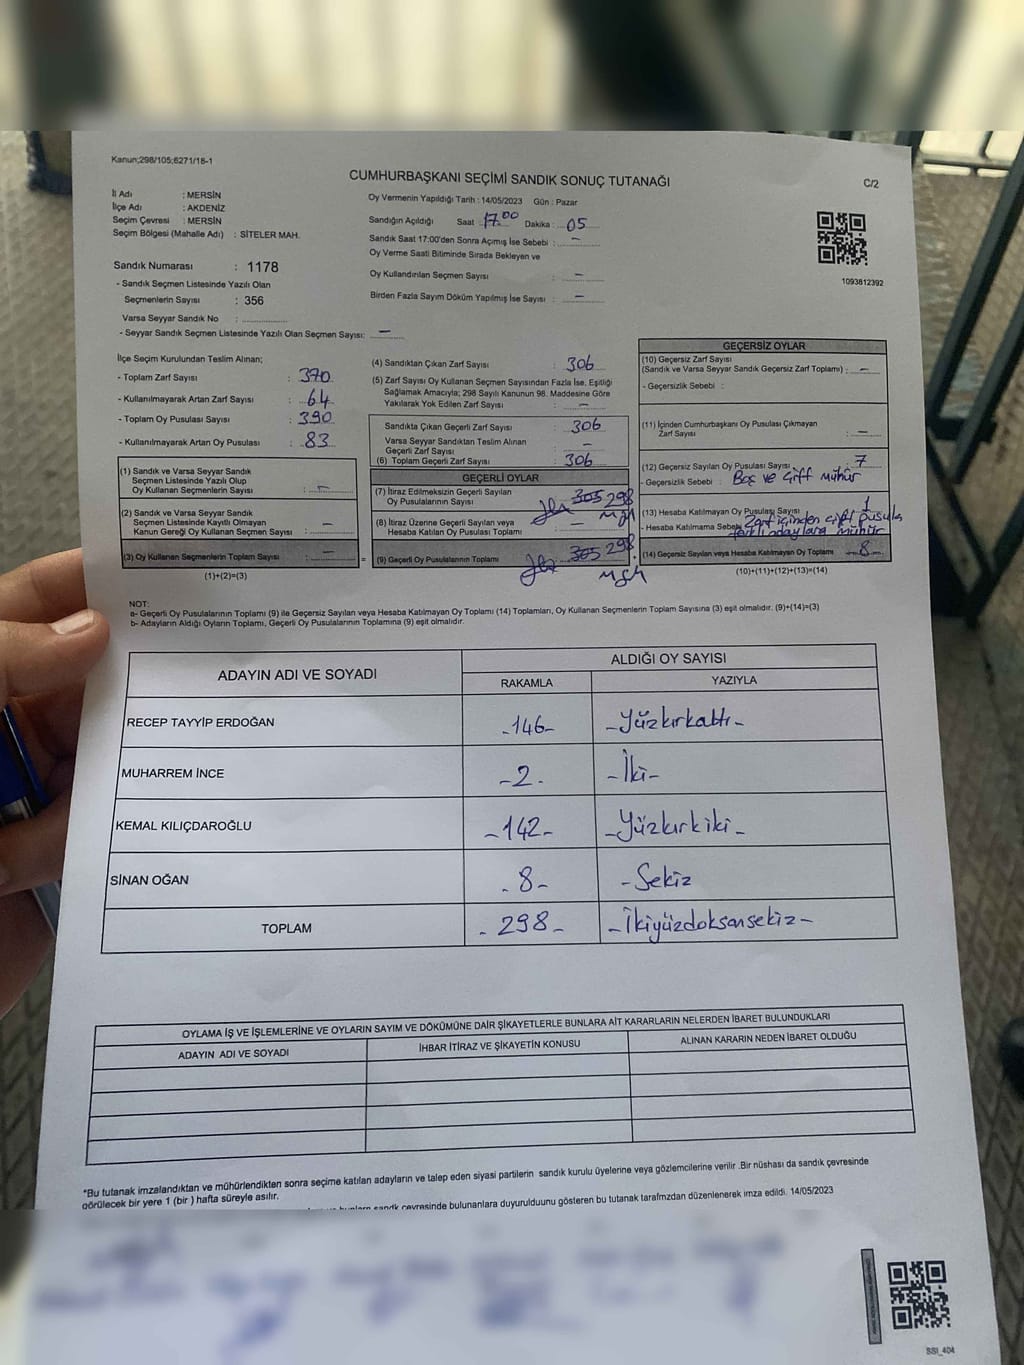 Kanun;298/105;6271/18-1
CUMHURBAŞKANI SEÇİMİ SANDIK SONUÇ TUTANAĞI
C/2
İl Adı : MERSİN
İlçe Adı : AKDENİZ
Seçim Çevresi : MERSİN
Seçim Bölgesi (Mahalle Adı) : SİTELER MAH.
Oy Vermenin Yapıldığı Tarih : 14/05/2023 Gün : Pazar
Sandığın Açıldığı Saat : 17.00 Dakika : 05
Sandık Saat 17:00'den Sonra Açımış İse Sebebi : -
Oy Verme Saati Bitiminde Sırada Bekleyen ve
Oy Kullandırılan Seçmen Sayısı : -
Birden Fazla Sayım Döküm Yapılmış İse Sayısı : -
1093812392
Sandık Numarası : 1178
- Sandık Seçmen Listesinde Yazılı Olan
Seçmenlerin Sayısı : 356
Varsa Seyyar Sandık No :
- Seyyar Sandık Seçmen Listesinde Yazılı Olan Seçmen Sayısı: -
İlçe Seçim Kurulundan Teslim Alınan;
- Toplam Zarf Sayısı : 370
- Kullanılmayarak Artan Zarf Sayısı : 64
- Toplam Oy Pusulası Sayısı : 390
- Kullanılmayarak Artan Oy Pusulası : 83
(1) Sandık ve Varsa Seyyar Sandık
Seçmen Listesinde Yazılı Olup
Oy Kullanan Seçmenlerin Sayısı : -
(2) Sandık ve Varsa Seyyar Sandık
Seçmen Listesinde Kayıtlı Olmayan
Kanun Gereği Oy Kullanan Seçmen Sayısı : -
(3) Oy Kullanan Seçmenlerin Toplam Sayısı : -
(1)+(2)=(3)
(4) Sandıktan Çıkan Zarf Sayısı : 306
(5) Zarf Sayısı Oy Kullanan Seçmen Sayısından Fazla İse, Eşitliği
Sağlamak Amacıyla; 298 Sayılı Kanunun 98. Maddesine Göre
Yakılarak Yok Edilen Zarf Sayısı : -
Sandıkta Çıkan Geçerli Zarf Sayısı : 306
Varsa Seyyar Sandıktan Teslim Alınan
Geçerli Zarf Sayısı : -
(6) Toplam Geçerli Zarf Sayısı : 306
GEÇERLİ OYLAR
(7) İtiraz Edilmeksizin Geçerli Sayılan
Oy Pusulalarının Sayısı : 305 298
(8) İtiraz Üzerine Geçerli Sayılan veya
Hesaba Katılan Oy Pusulası Toplamı : -
(9) Geçerli Oy Pusulalarının Toplamı : 305 298
GEÇERSİZ OYLAR
(10) Geçersiz Zarf Sayısı
(Sandık ve Varsa Seyyar Sandık Geçersiz Zarf Toplamı) : -
- Geçersizlik Sebebi :
(11) İçinden Cumhurbaşkanı Oy Pusulası Çıkmayan
Zarf Sayısı : -
(12) Geçersiz Sayılan Oy Pusulası Sayısı : 7
- Geçersizlik Sebebi : Boş ve Çift mühür
(13) Hesaba Katılmayan Oy Pusulası Sayısı : 1
- Hesaba Katılmama Sebebi : Zarf içinden çift pusula
farklı adaylara mühür
(14) Geçersiz Sayılan veya Hesaba Katılmayan Oy Toplamı : 8
(10)+(11)+(12)+(13)=(14)
NOT:
a- Geçerli Oy Pusulalarının Toplamı (9) ile Geçersiz Sayılan veya Hesaba Katılmayan Oy Toplamı (14) Toplamları, Oy Kullanan Seçmenlerin Toplam Sayısına (3) eşit olmalıdır. (9)+(14)=(3)
b- Adayların Aldığı Oyların Toplamı, Geçerli Oy Pusulalarının Toplamına (9) eşit olmalıdır.
ADAYIN ADI VE SOYADI
ALDIĞI OY SAYISI
RAKAMLA YAZIYLA
RECEP TAYYİP ERDOĞAN -146- -Yüzkırkaltı-
MUHARREM İNCE -2- -İki-
KEMAL KILIÇDAROĞLU -142- -Yüzkırkiki-
SİNAN OĞAN -8- -Sekiz
TOPLAM -298- -İkiyüzdoksansekiz-
OYLAMA İŞ VE İŞLEMLERİNE VE OYLARIN SAYIM VE DÖKÜMÜNE DAİR ŞİKAYETLERLE BUNLARA AİT KARARLARIN NELERDEN İBARET BULUNDUKLARI
ADAYIN ADI VE SOYADI İHBAR İTİRAZ VE ŞİKAYETİN KONUSU ALINAN KARARIN NEDEN İBARET OLDUĞU
*Bu tutanak imzalandıktan ve mühürlendikten sonra seçime katılan adayların ve talep eden siyasi partilerin sandık kurulu üyelerine veya gözlemcilerine verilir .Bir nüshası da sandık çevresinde
görülecek bir yere 1 (bir ) hafta süreyle asılır.
sandk çevresinde bulunanlara duyurulduunu gösteren bu tutanak tarafmzdan düzenlenerek imza edildi. 14/05/2023
SSI_404